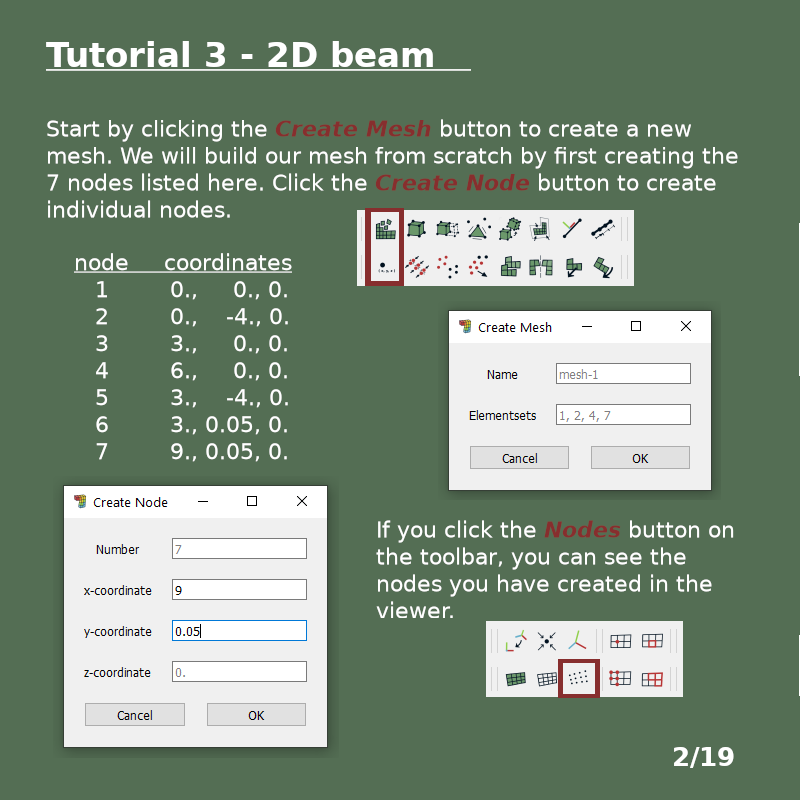 Tutorial 3 - 2D beam
Start by clicking the Create Mesh button to create a new
mesh. We will build our mesh from scratch by first creating the
7 nodes listed here. Click the Create Node button to create
individual nodes.
node coordinates
1 0., 0., 0.
2 0., -4., 0.
3 3., 0., 0.
4 6., 0., 0.
5 3., -4., 0.
6 3., 0.05, 0.
7 9., 0.05, 0.
Create Mesh
Name mesh-1
Elementsets 1, 2, 4, 7
Cancel OK
Create Node
Number 7
x-coordinate 9
y-coordinate 0.05
z-coordinate 0.
Cancel OK
If you click the Nodes button on
the toolbar, you can see the
nodes you have created in the
viewer.
2/19